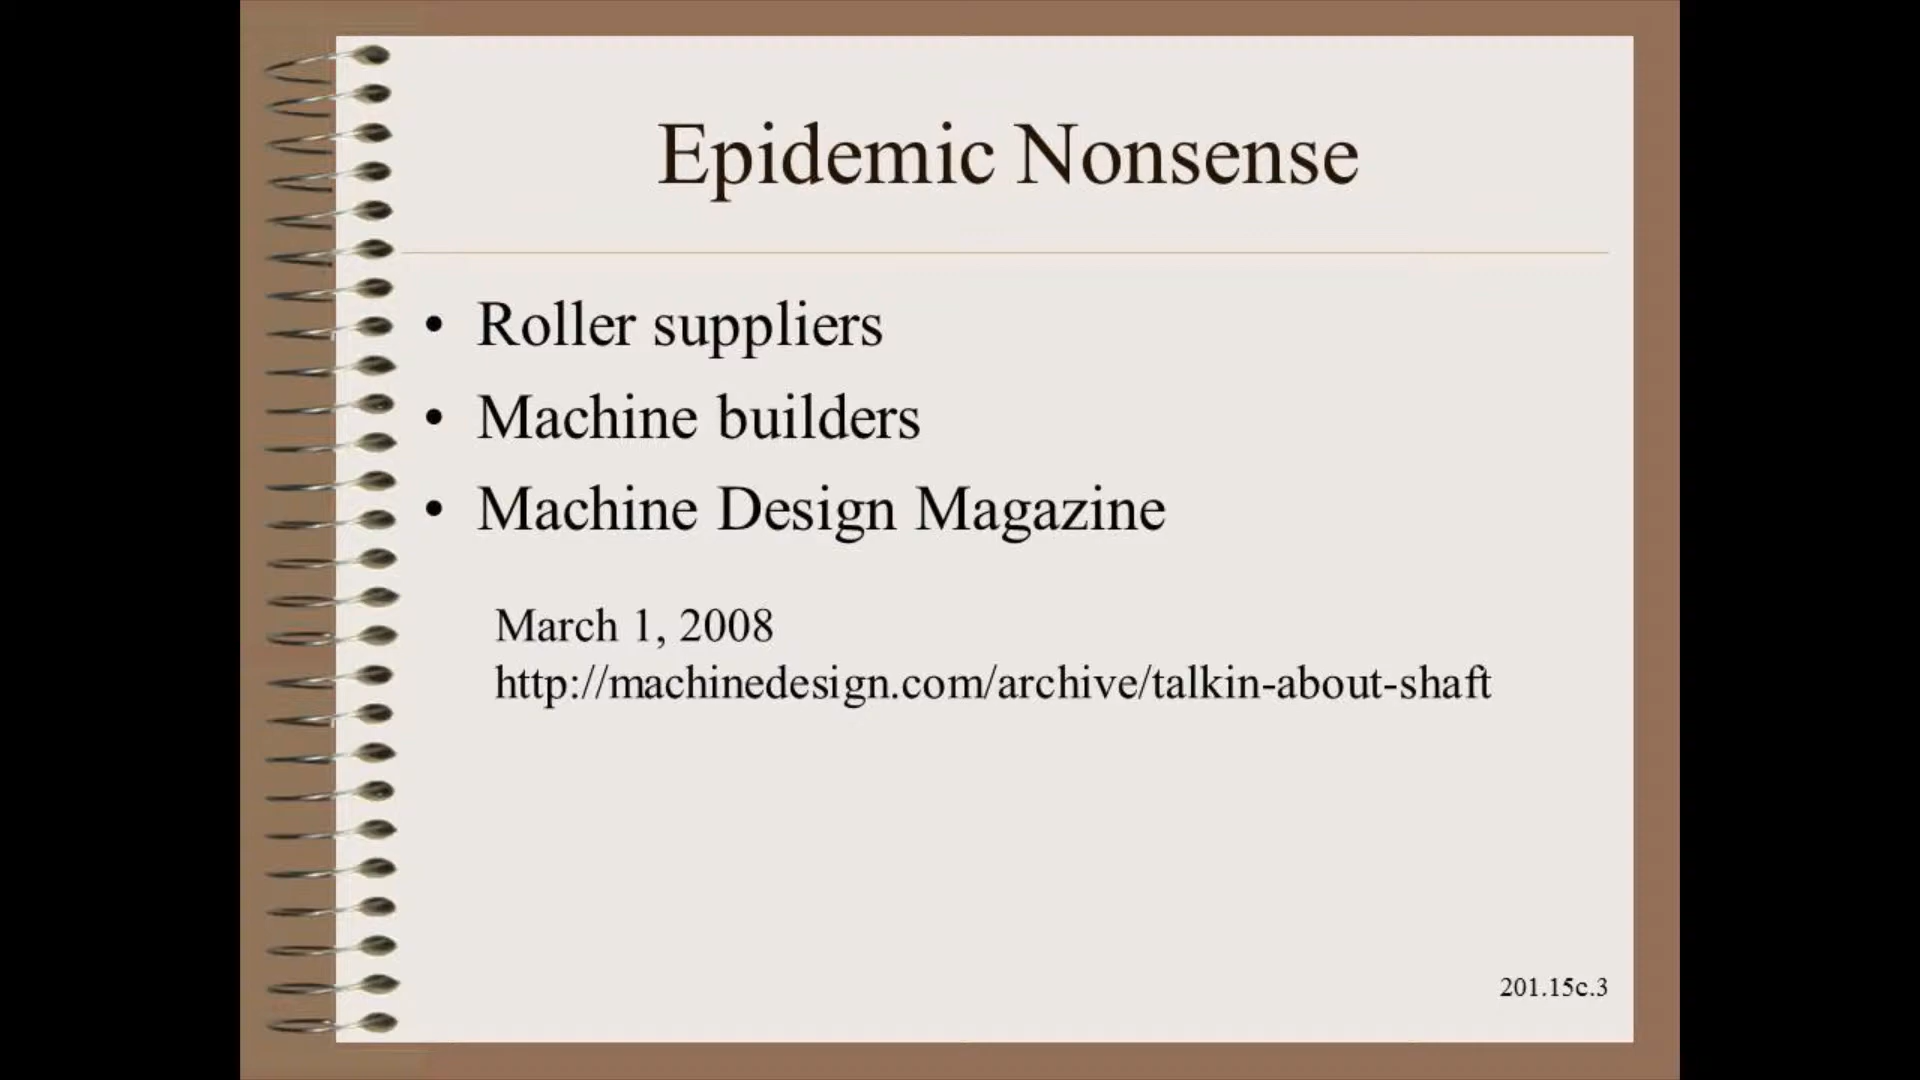 Epidemic Nonsense
• Roller suppliers
• Machine builders
• Machine Design Magazine
March 1, 2008
http://machinedesign.com/archive/talkin-about-shaft
201.15c.3